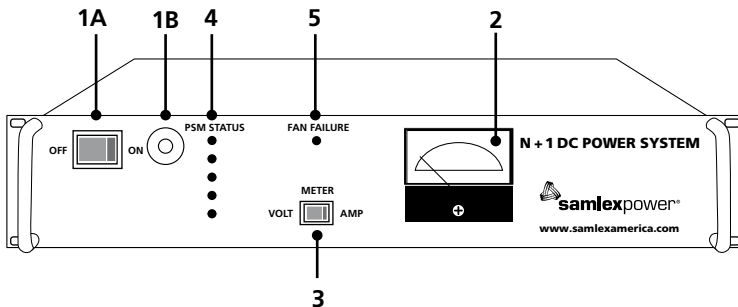 1A 1B 4 5 2
PSM STATUS FAN FAILURE
OFF ON
N + 1 DC POWER SYSTEM
METER
VOLT AMP
samlexpower®
www.samlexamerica.com
3